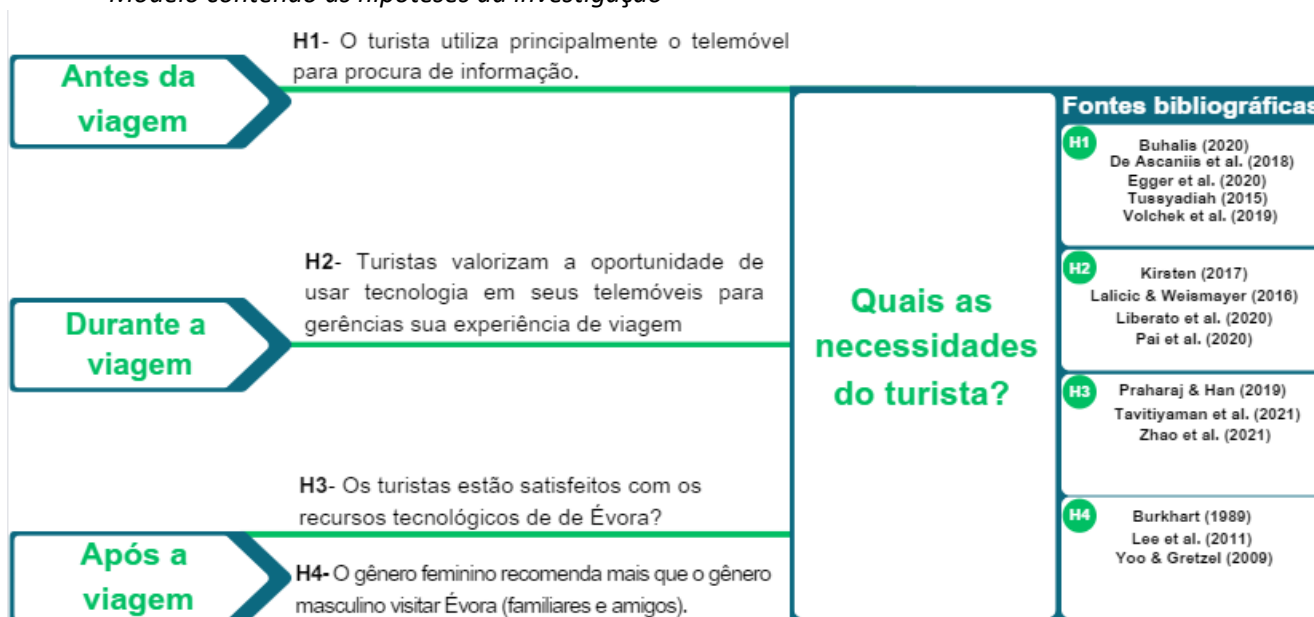 Modelo contendo as hipóteses da investigação
Antes da
viagem
H1- O turista utiliza principalmente o telemóvel
para procura de informação.
Durante a
viagem
H2- Turistas valorizam a oportunidade de
usar tecnologia em seus telemóveis para
gerências sua experiência de viagem
Após a
viagem
H3- Os turistas estão satisfeitos com os
recursos tecnológicos de de Évora?
H4- O gênero feminino recomenda mais que o gênero
masculino visitar Évora (familiares e amigos).
Quais as
necessidades
do turista?
Fontes bibliográficas
H1
Buhalis (2020)
De Ascaniis et al. (2018)
Egger et al. (2020)
Tussyadiah (2015)
Volchek et al. (2019)
H2
Kirsten (2017)
Lalicic & Weismayer (2016)
Liberato et al. (2020)
Pai et al. (2020)
H3
Praharaj & Han (2019)
Tavitiyaman et al. (2021)
Zhao et al. (2021)
H4
Burkhart (1989)
Lee et al. (2011)
Yoo & Gretzel (2009)